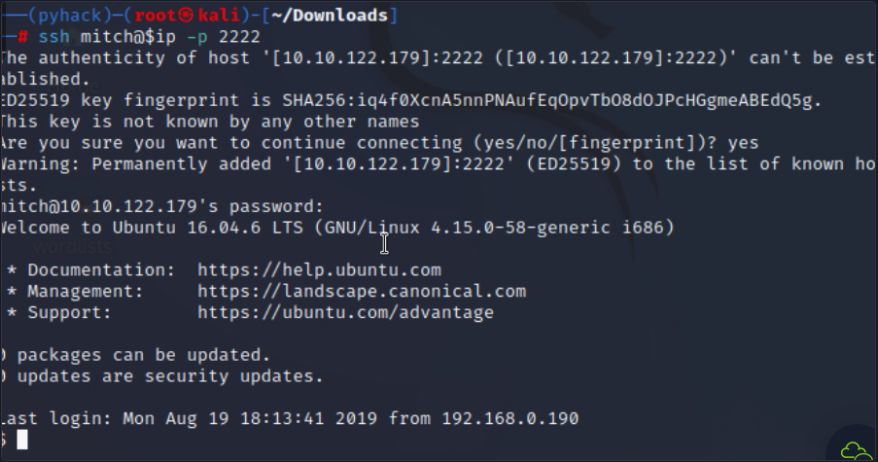 (pyhack)-(root㉿kali)-[~/Downloads]
# ssh mitch@$ip -p 2222
The authenticity of host '[10.10.122.179]:2222 ([10.10.122.179]:2222)' can't be est
ablished.
ED25519 key fingerprint is SHA256:iq4f0XcnA5nnPNAufEqOpvTbO8dOJPcHGgmeABEdQ5g.
This key is not known by any other names
Are you sure you want to continue connecting (yes/no/[fingerprint])? yes
Warning: Permanently added '[10.10.122.179]:2222' (ED25519) to the list of known ho
sts.
mitch@10.10.122.179's password:
Welcome to Ubuntu 16.04.6 LTS (GNU/Linux 4.15.0-58-generic i686)
wordlists
* Documentation:  https://help.ubuntu.com
* Management:     https://landscape.canonical.com
* Support:        https://ubuntu.com/advantage
0 packages can be updated.
0 updates are security updates.
Last login: Mon Aug 19 18:13:41 2019 from 192.168.0.190
$